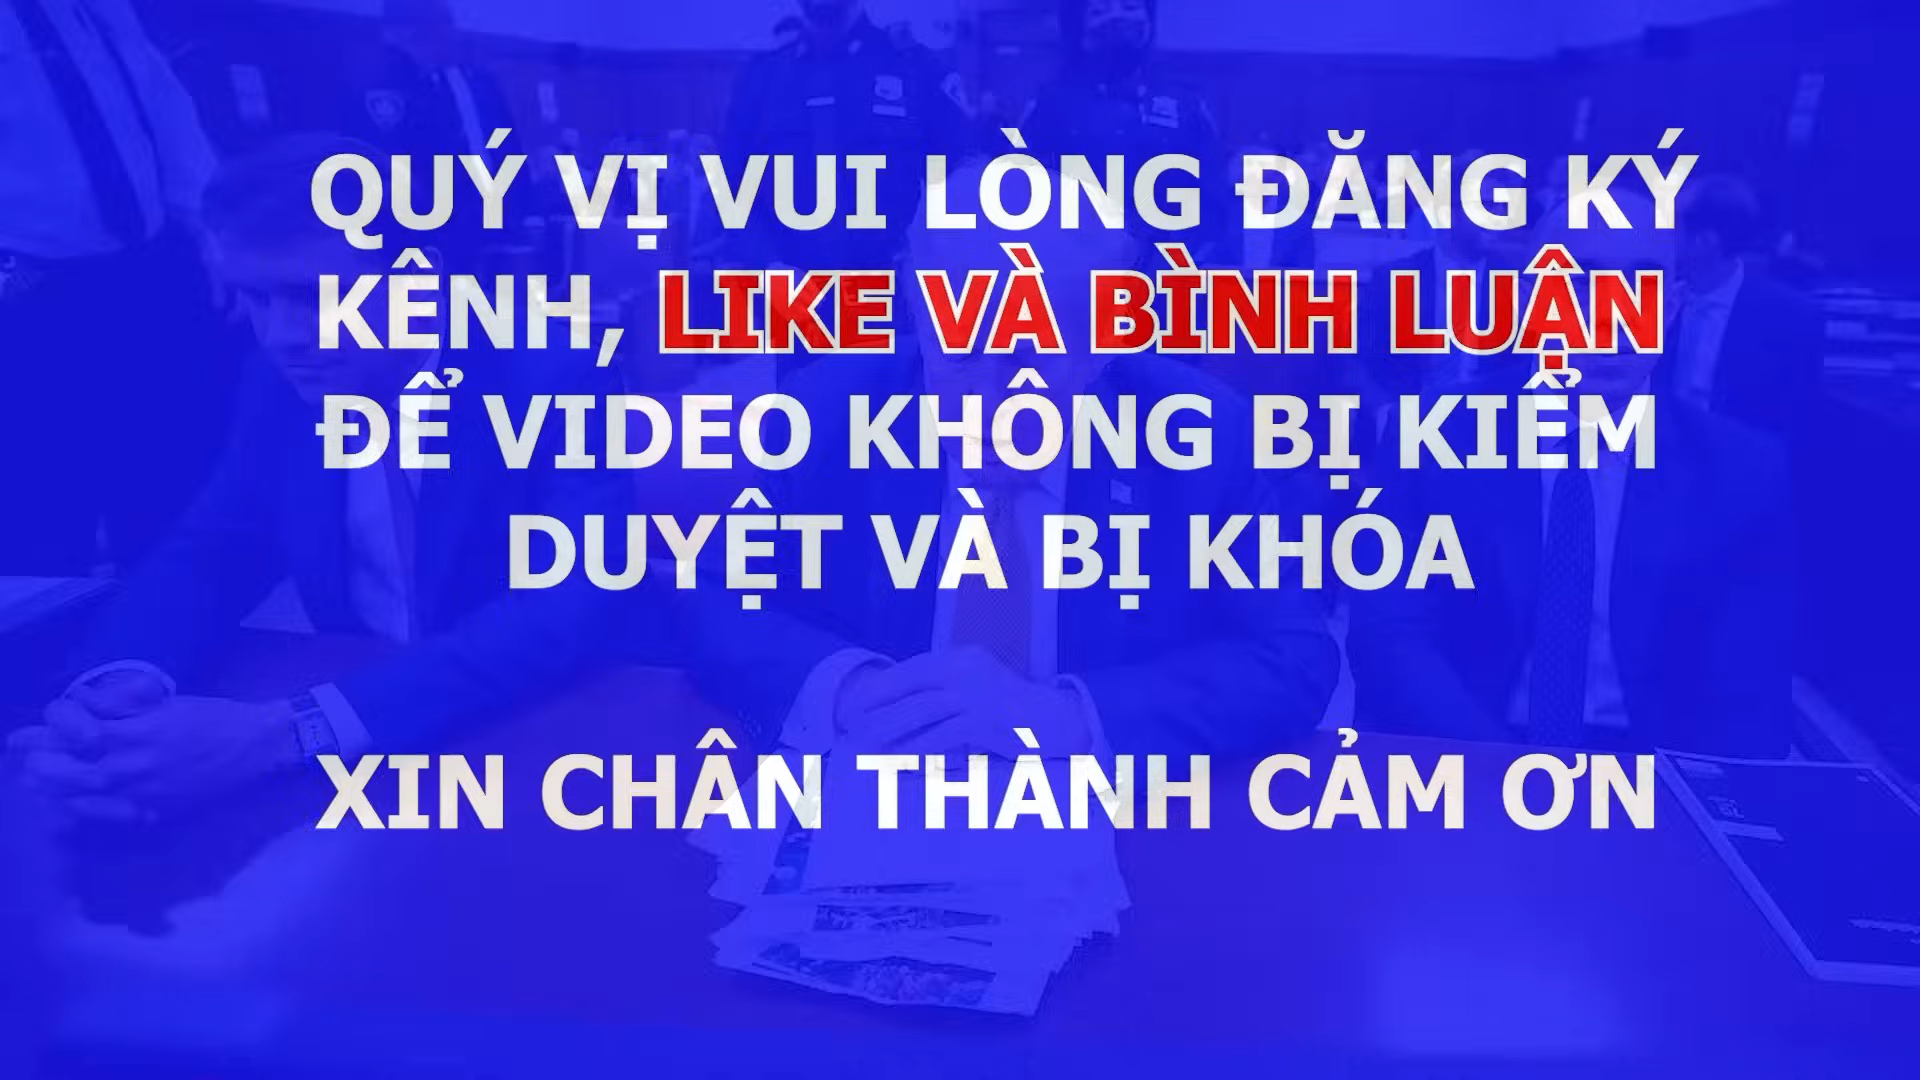 QUÝ VỊ VUI LÒNG ĐĂNG KÝ
KÊNH, LIKE VÀ BÌNH LUẬN
ĐỂ VIDEO KHÔNG BỊ KIỂM
DUYỆT VÀ BỊ KHÓA
XIN CHÂN THÀNH CẢM ƠN